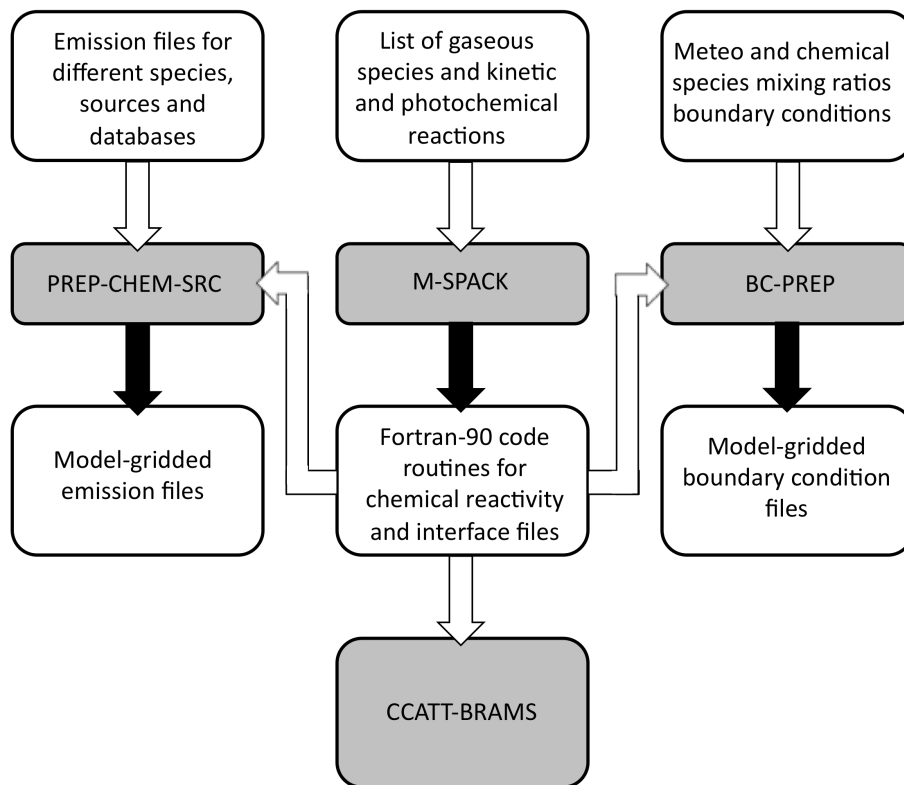 Emission files for
different species,
sources and
databases
List of gaseous
species and kinetic
and photochemical
reactions
Meteo and chemical
species mixing ratios
boundary conditions
PREP-CHEM-SRC
M-SPACK
BC-PREP
Model-gridded
emission files
Fortran-90 code
routines for
chemical reactivity
and interface files
Model-gridded
boundary condition
files
CCATT-BRAMS